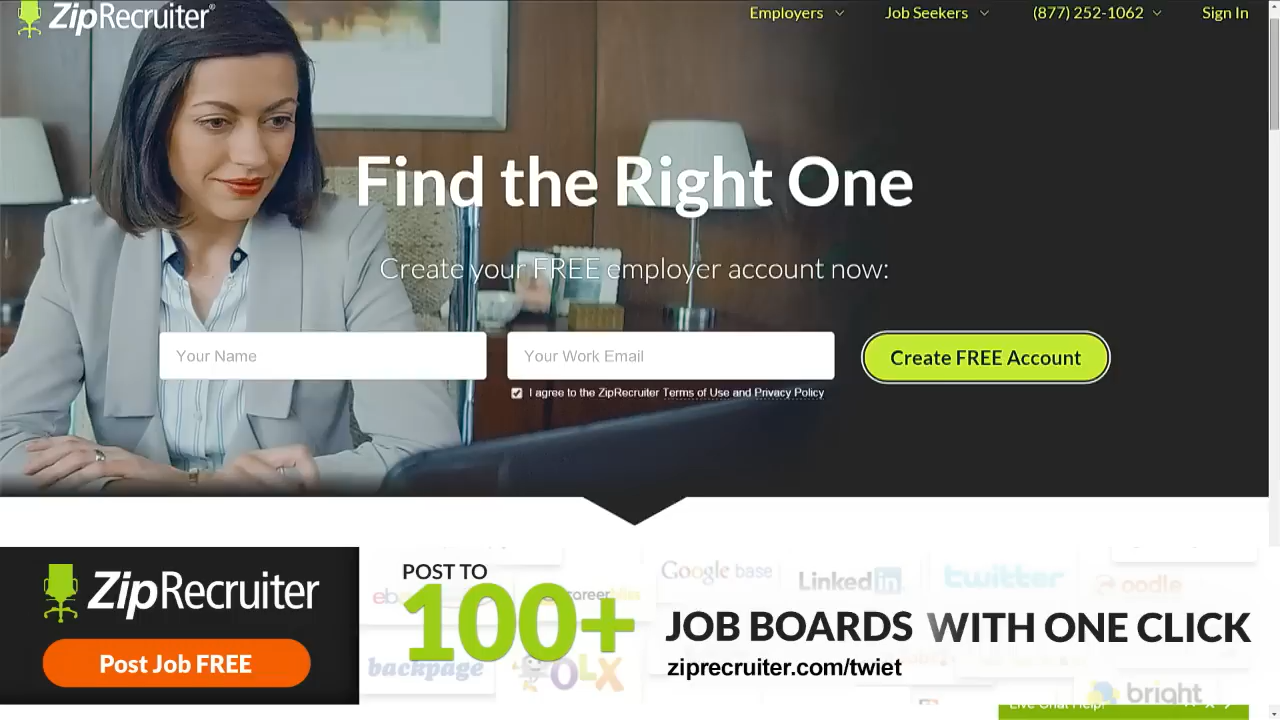 ZipRecruiter®
Employers
Job Seekers
(877) 252-1062
Sign In
Find the Right One
Create your FREE employer account now:
Your Name
Your Work Email
Create FREE Account
I agree to the ZipRecruiter Terms of Use and Privacy Policy
ZipRecruiter
Post Job FREE
POST TO
100+
JOB BOARDS WITH ONE CLICK
ziprecruiter.com/twiet
Google base
LinkedIn
twitter
oodle
backpage
OLX
bright
Live Chat Help!